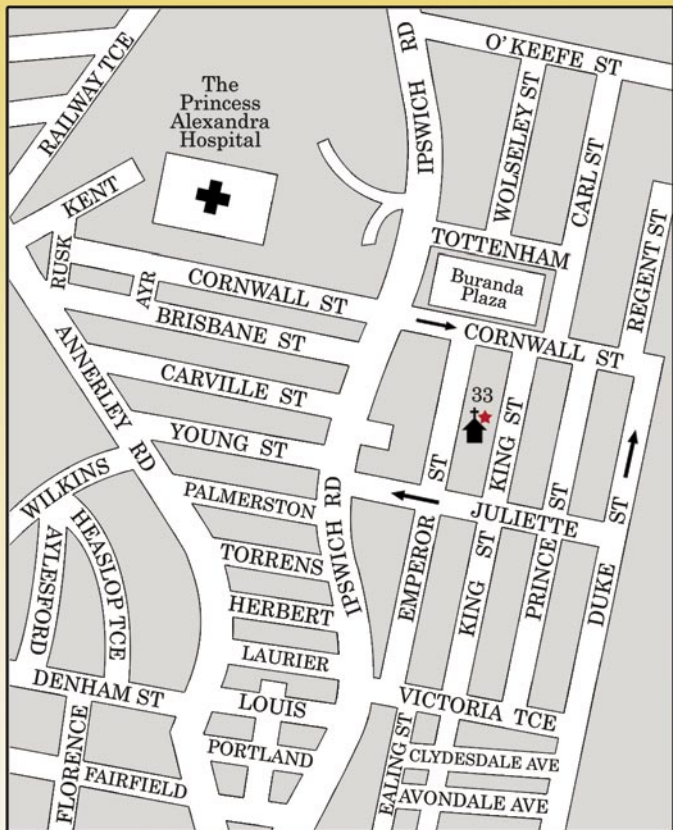 RAILWAY TCE
The
Princess
Alexandra
Hospital
IPSWICH RD
O'KEEFE ST
WOLSELEY ST
CARL ST
KENT
RUSK
AYR
TOTTENHAM
REGENT ST
Buranda
Plaza
CORNWALL ST
CORNWALL ST
BRISBANE ST
CARVILLE ST
YOUNG ST
ANNERLEY RD
33
KING ST
WILKINS
PALMERSTON
IPSWICH RD
EMPEROR ST
JULIETTE
PRINCE ST
DUKE ST
KING ST
AYLESFORD
HEASLOP TCE
TORRENS
HERBERT
LAURIER
DENHAM ST
LOUIS
VICTORIA TCE
PORTLAND
EALING ST
CLYDESDALE AVE
FLORENCE
FAIRFIELD
AVONDALE AVE